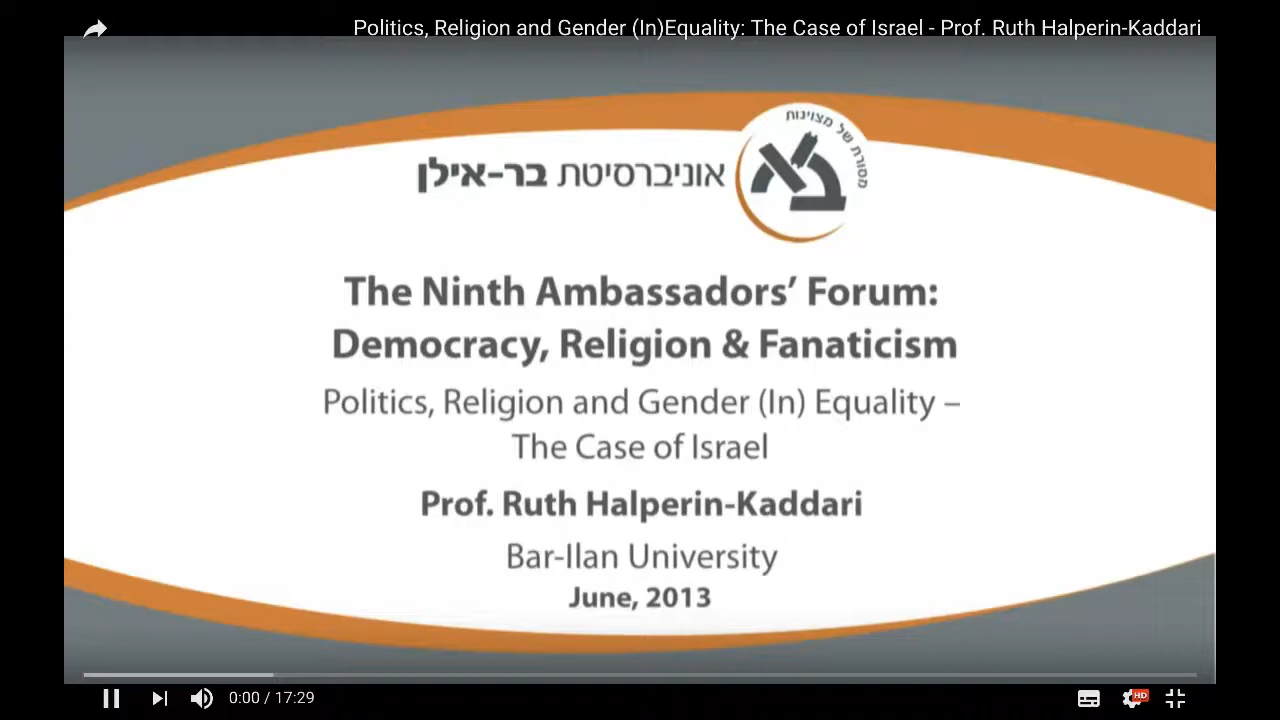 Politics, Religion and Gender (In)Equality: The Case of Israel - Prof. Ruth Halperin-Kaddari
מסורת של מצוינות
אוניברסיטת בר-אילן
The Ninth Ambassadors’ Forum:
Democracy, Religion & Fanaticism
Politics, Religion and Gender (In) Equality –
The Case of Israel
Prof. Ruth Halperin-Kaddari
Bar-Ilan University
June, 2013
0:00 / 17:29
HD